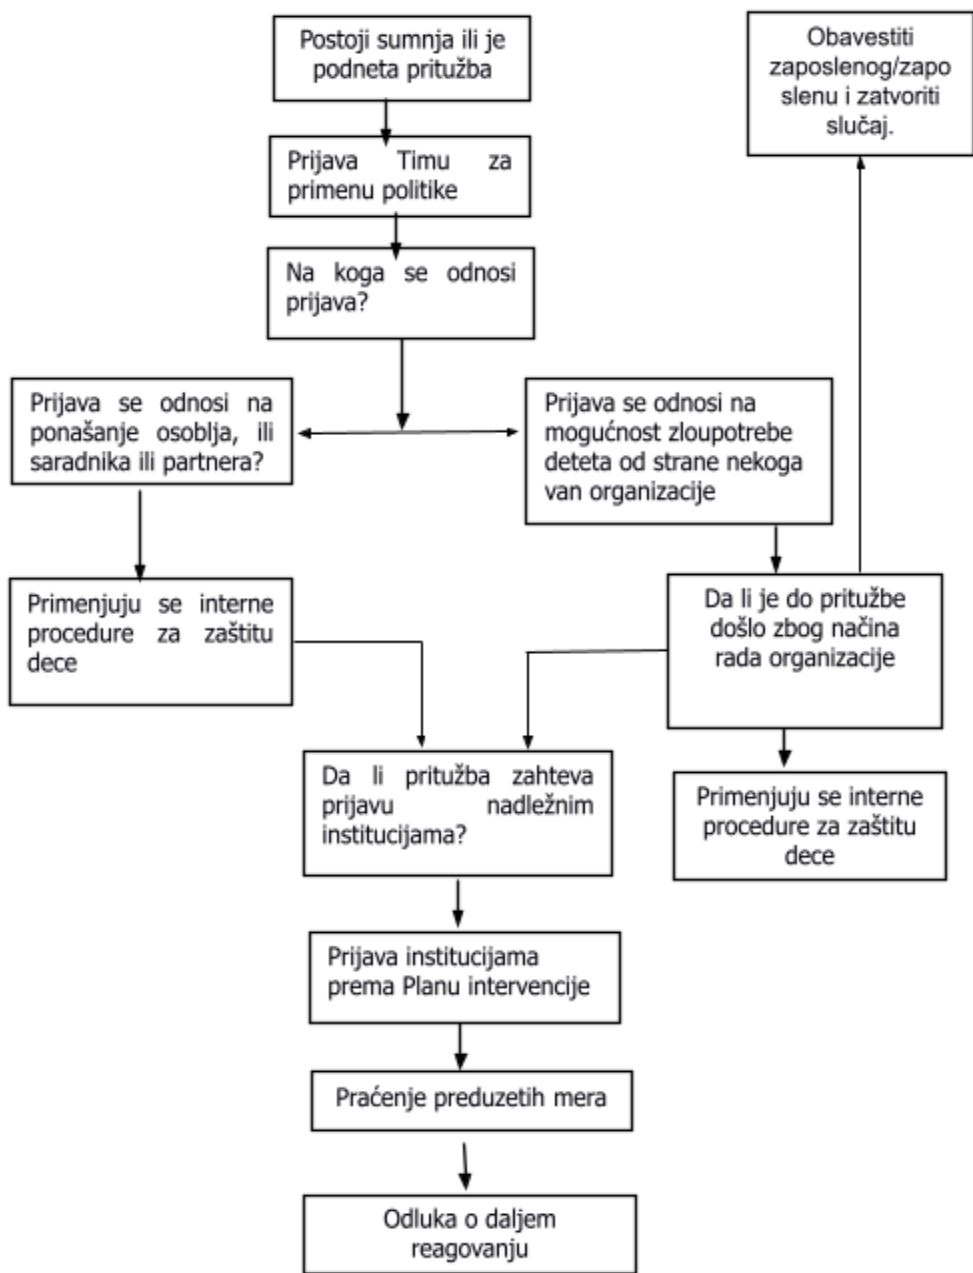 Postoji sumnja ili je
podneta pritužba
Obavestiti
zaposlenog/zapo
slenu i zatvoriti
slučaj.
Prijava Timu za
primenu politike
Na koga se odnosi
prijava?
Prijava se odnosi na
ponašanje osoblja, ili
saradnika ili partnera?
Prijava se odnosi na
mogućnost zloupotrebe
deteta od strane nekoga
van organizacije
Primenjuju se interne
procedure za zaštitu
dece
Da li je do pritužbe
došlo zbog načina
rada organizacije
Da li pritužba zahteva
prijavu nadležnim
institucijama?
Primenjuju se interne
procedure za zaštitu
dece
Prijava institucijama
prema Planu intervencije
Praćenje preduzetih mera
Odluka o daljem
reagovanju